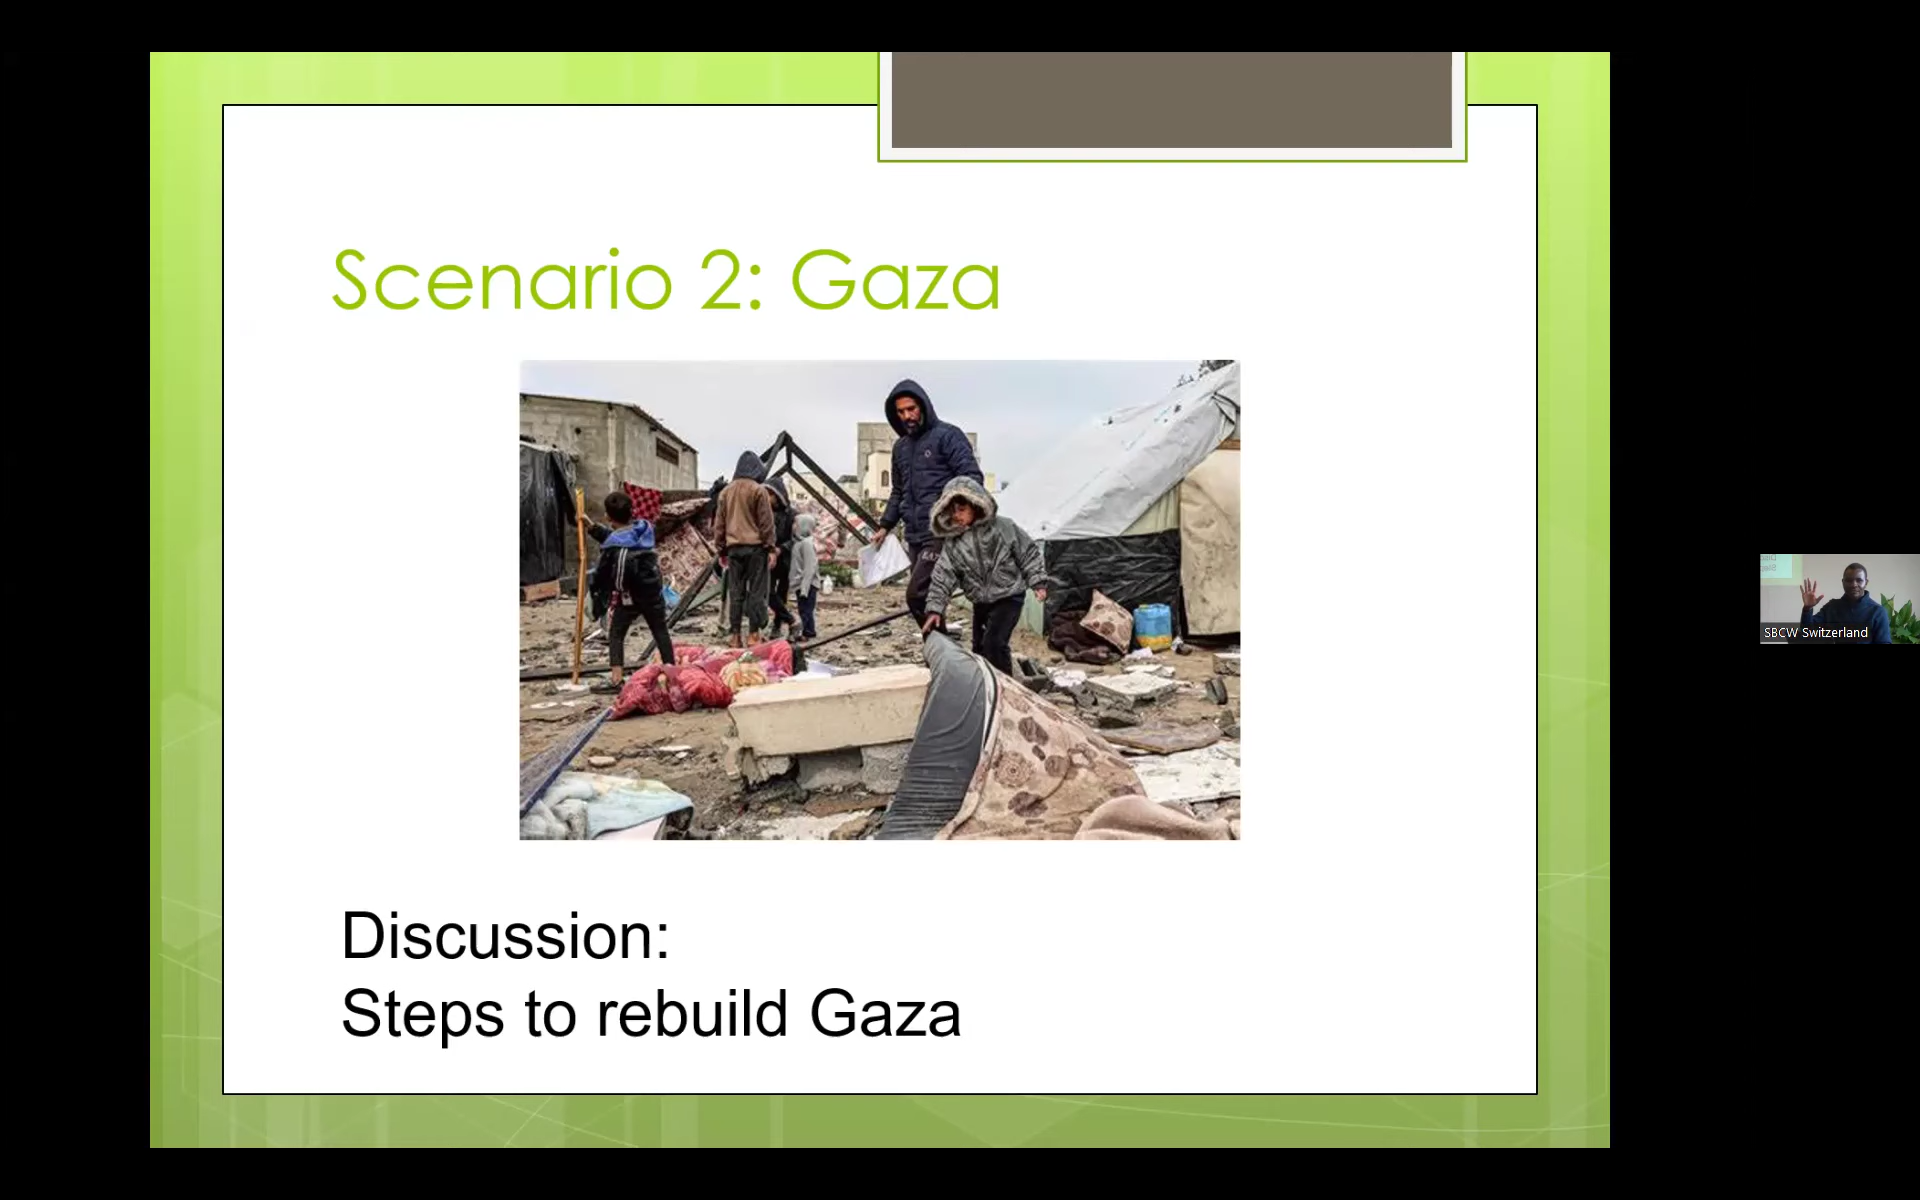 Scenario 2: Gaza
Discussion:
Steps to rebuild Gaza
SBCW Switzerland